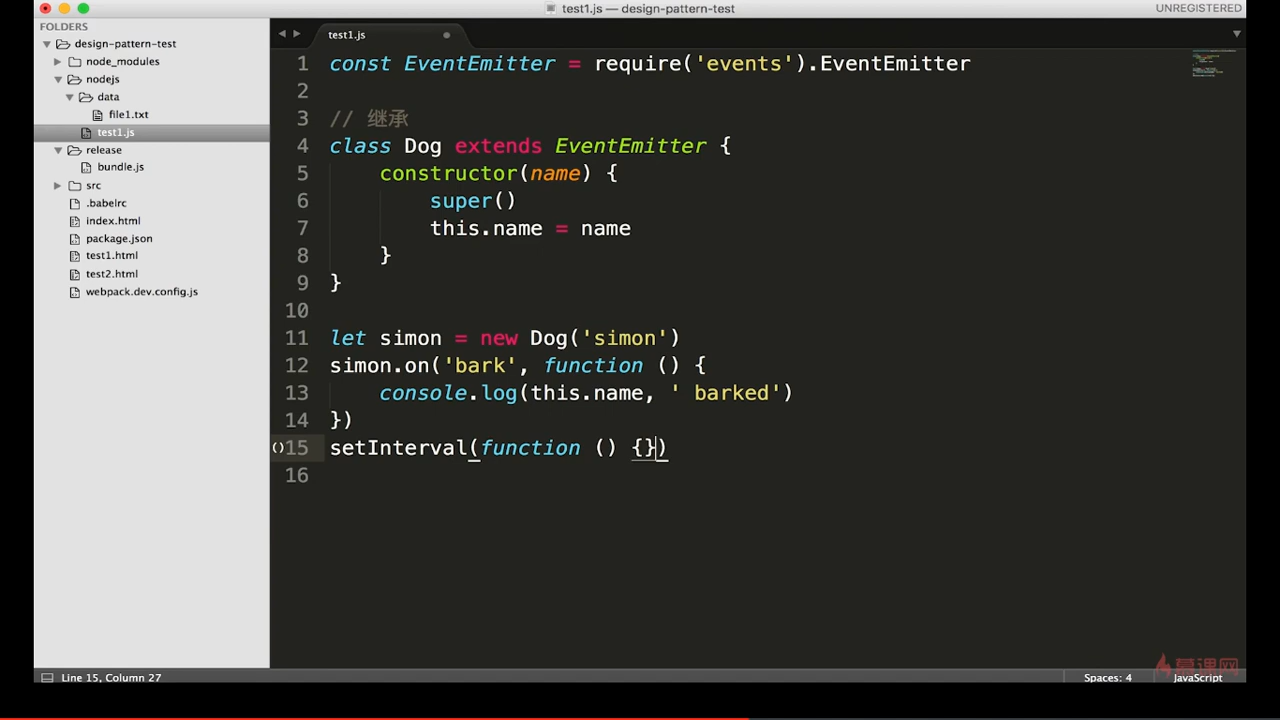 test1.js — design-pattern-test
UNREGISTERED
FOLDERS
design-pattern-test
node_modules
nodejs
data
file1.txt
test1.js
release
bundle.js
src
.babelrc
index.html
package.json
test1.html
test2.html
webpack.dev.config.js
test1.js
1 const EventEmitter = require('events').EventEmitter
2
3 // 继承
4 class Dog extends EventEmitter {
5 constructor(name) {
6 super()
7 this.name = name
8 }
9 }
10
11 let simon = new Dog('simon')
12 simon.on('bark', function () {
13 console.log(this.name, ' barked')
14 })
15 setInterval(function () {})
16
慕课网
Line 15, Column 27
Spaces: 4
JavaScript